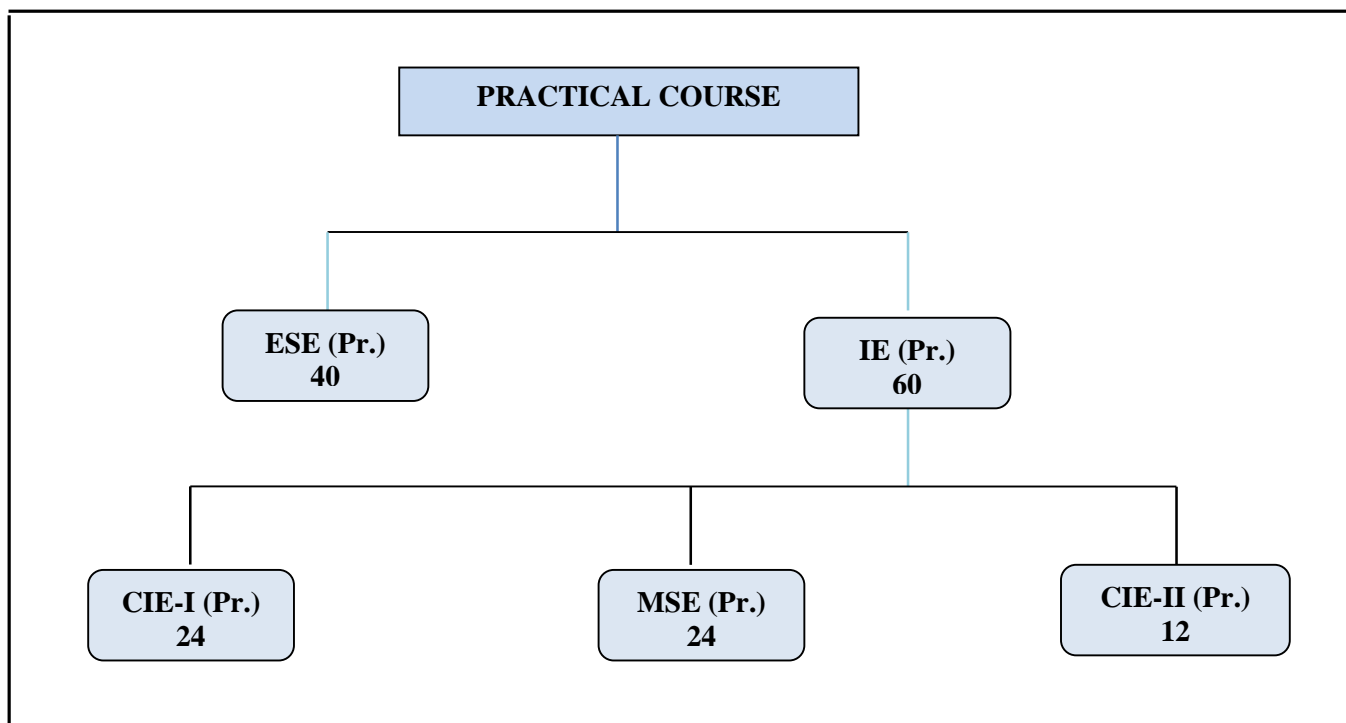 PRACTICAL COURSE
ESE (Pr.)
40
IE (Pr.)
60
CIE-I (Pr.)
24
MSE (Pr.)
24
CIE-II (Pr.)
12